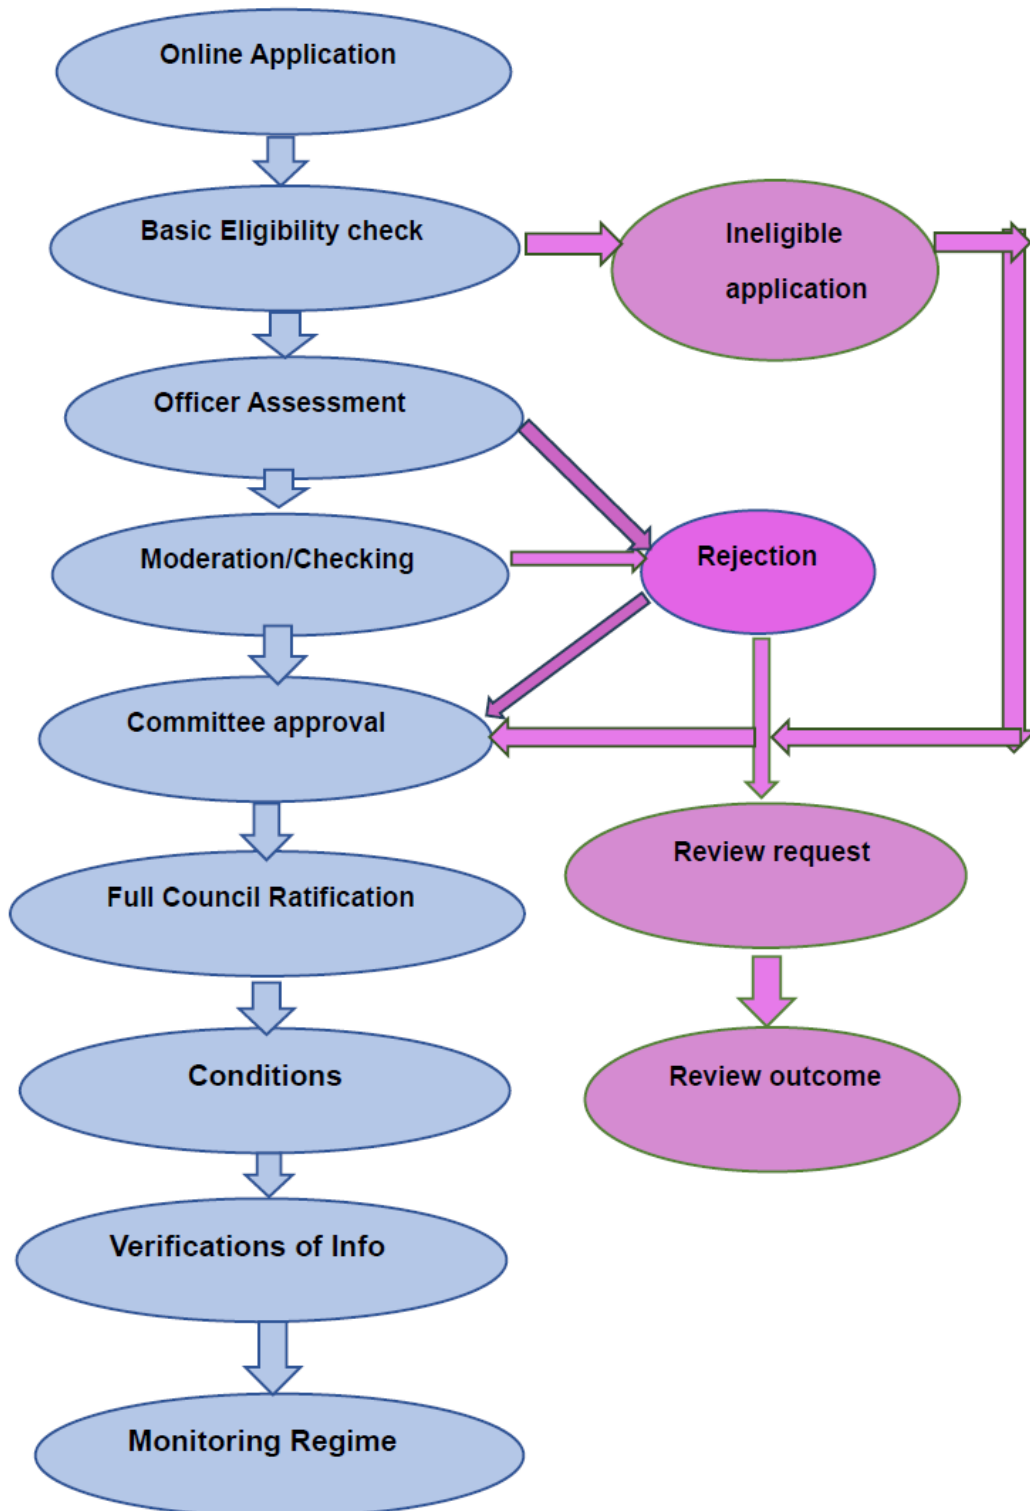 Online Application
Basic Eligibility check
Ineligible
application
Officer Assessment
Moderation/Checking
Rejection
Committee approval
Review request
Full Council Ratification
Conditions
Review outcome
Verifications of Info
Monitoring Regime